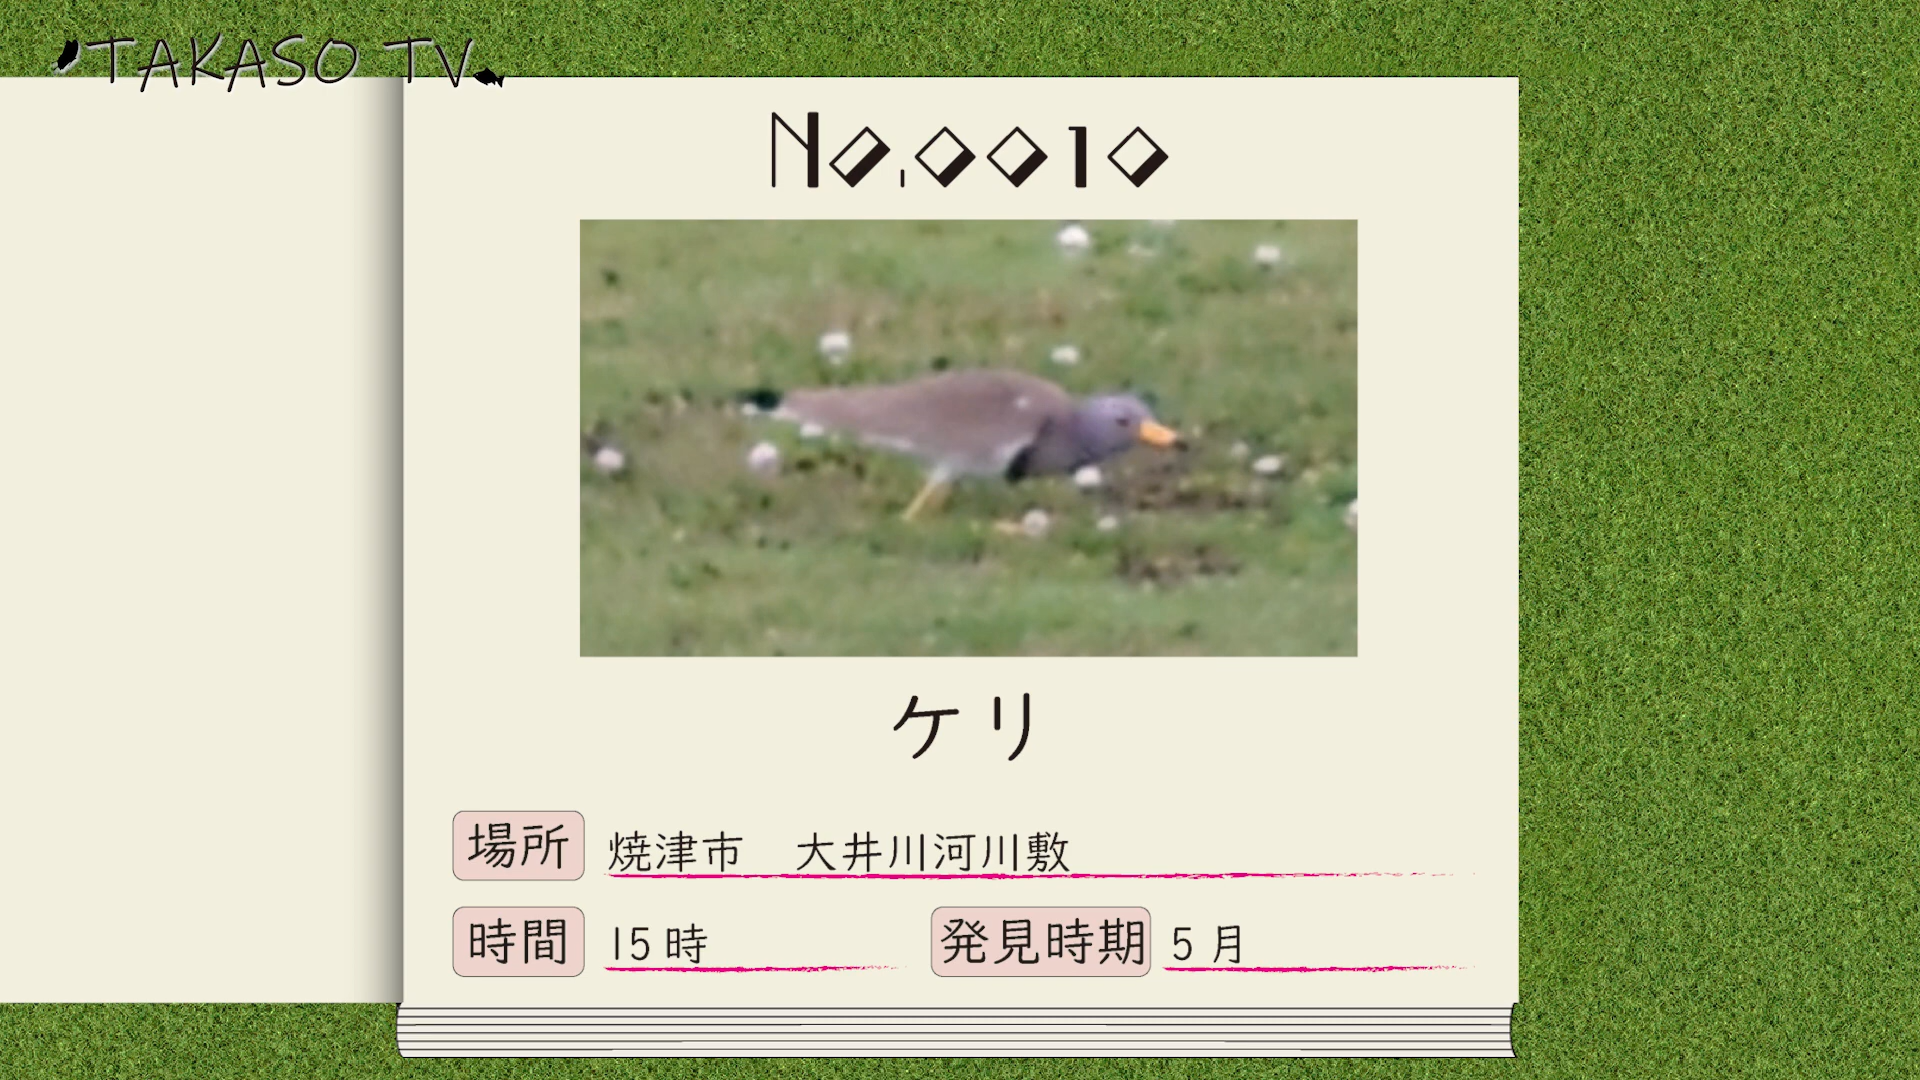 TAKASO TV
No.0010
ケリ
場所 焼津市　大井川河川敷
時間 15時 発見時期 5月